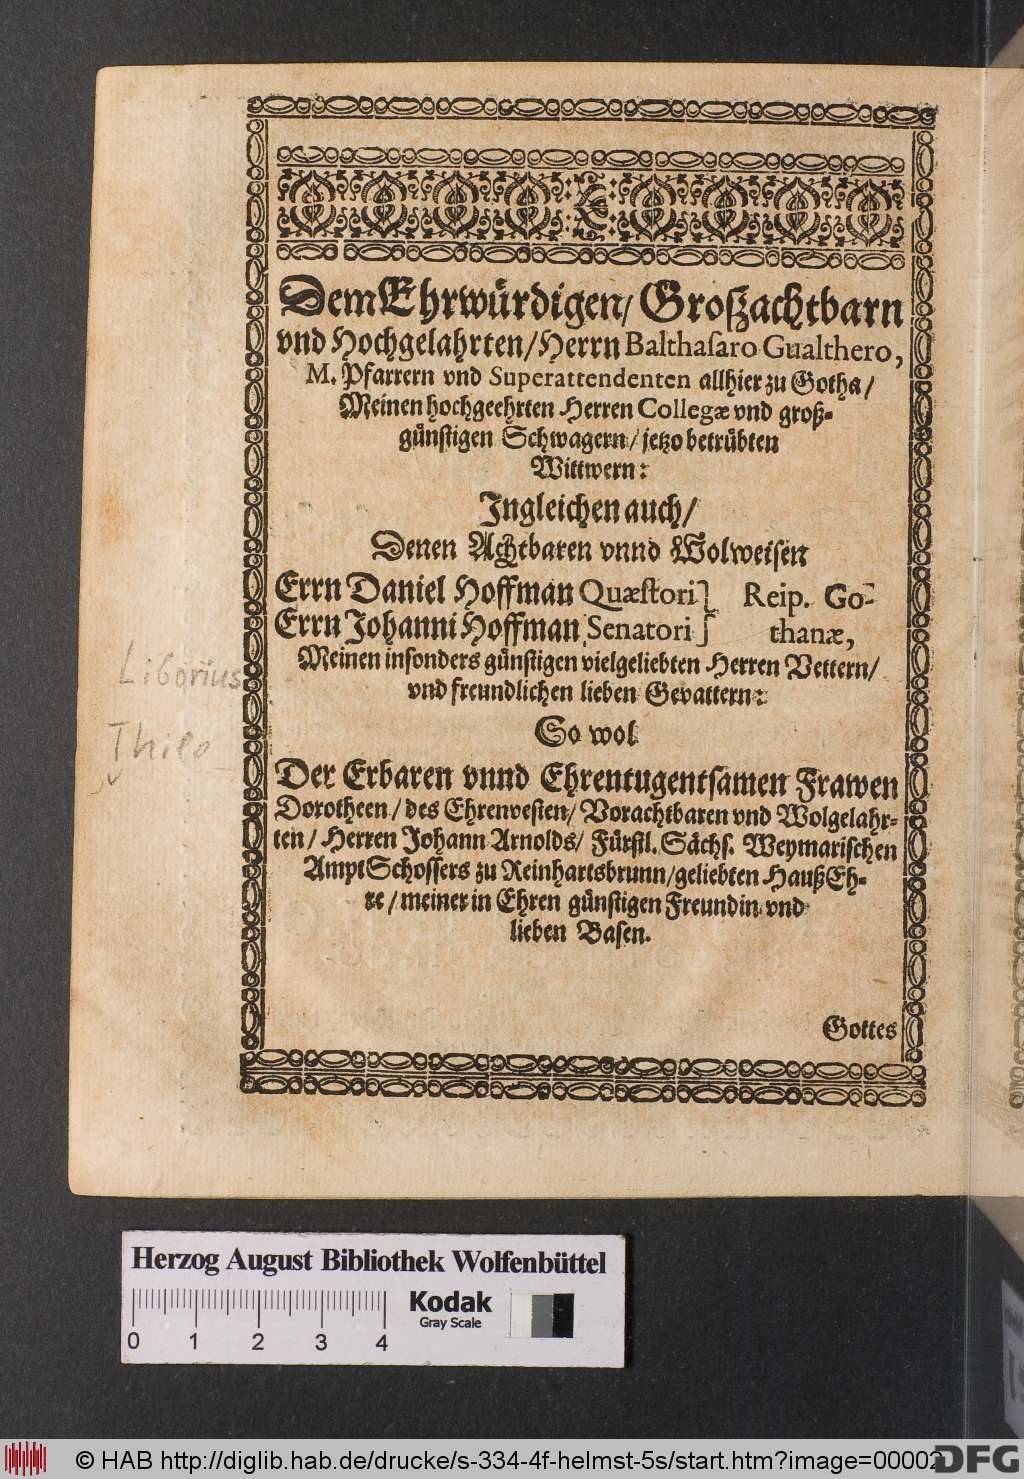 Dem Ehrwürdigen/ Großachtbarn
vnd Hochgelahrten/ Herrn Balthaſaro Gualthero,
M. Pfarrern vnd Superattendenten allhier zu Gotha/
Meinen hochgeehrten Herren Collegæ vnd groß-
günſtigen Schwagern/ jetzo betrübten
Wittwern:
Ingleichen auch/
Denen Achtbaren vnnd Wolweiſen
Errn Daniel Hoffman Quæſtori] Reip. Go-
Errn Johanni Hoffman Senatori] thanæ,
Meinen inſonders günſtigen vielgeliebten Herren Vettern/
vnd freundlichen lieben Gevattern:
So wol
Der Erbaren vnnd Ehrentugentſamen Frawen
Dorotheen/ des Ehrenveſten/ Vorachtbaren vnd Wolgelahr-
ten/ Herren Johann Arnolds/ Fürſtl. Sächſ. Weymariſchen
Ampt Schoſſers zu Reinhartsbrunn/ geliebten Hauß Eh-
re/ meiner in Ehren günſtigen Freundin vnd
lieben Baſen.
Gottes
Liborius
Thilo
Herzog August Bibliothek Wolfenbüttel
Kodak
Gray Scale
0 1 2 3 4
© HAB http://diglib.hab.de/drucke/s-334-4f-helmst-5s/start.htm?image=00002
DFG